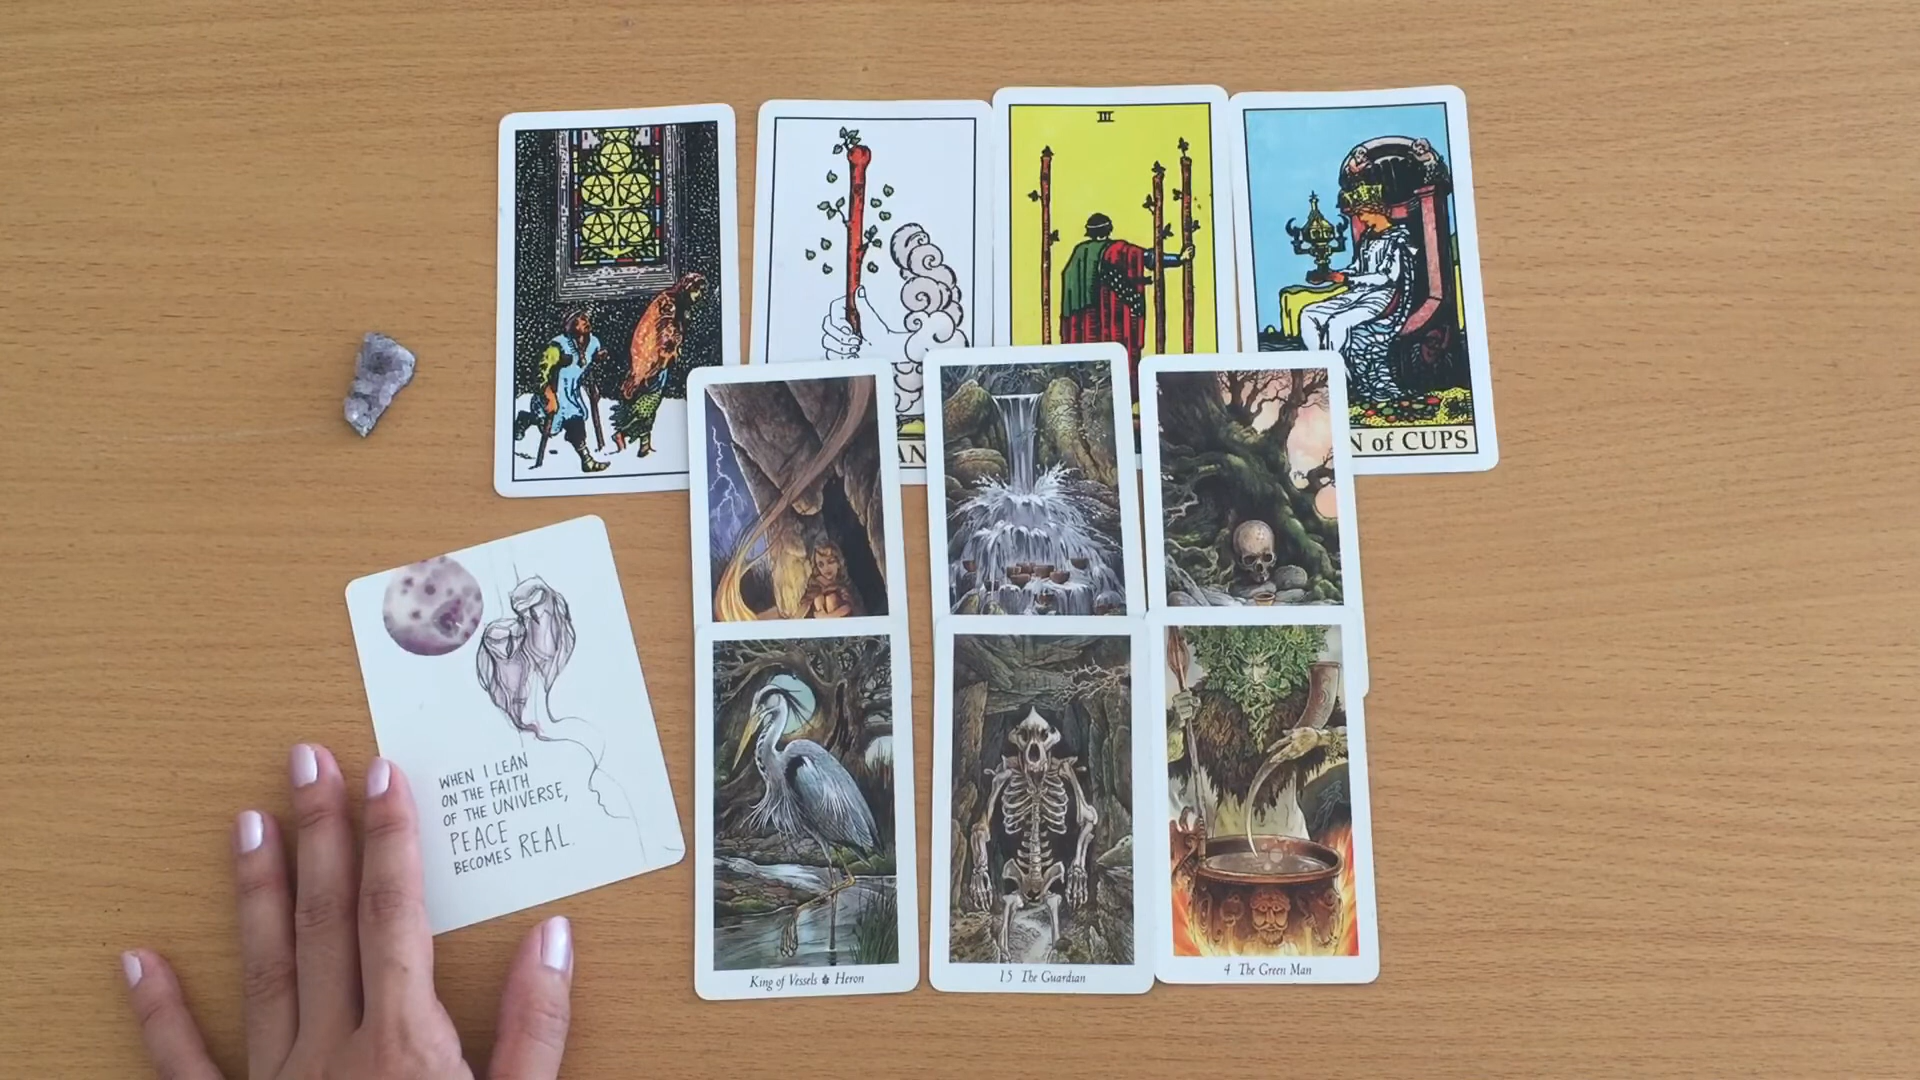 III
AN
N of CUPS
WHEN I LEAN
ON THE FAITH
OF THE UNIVERSE,
PEACE
BECOMES REAL.
King of Vessels Heron
15 The Guardian
4 The Green Man